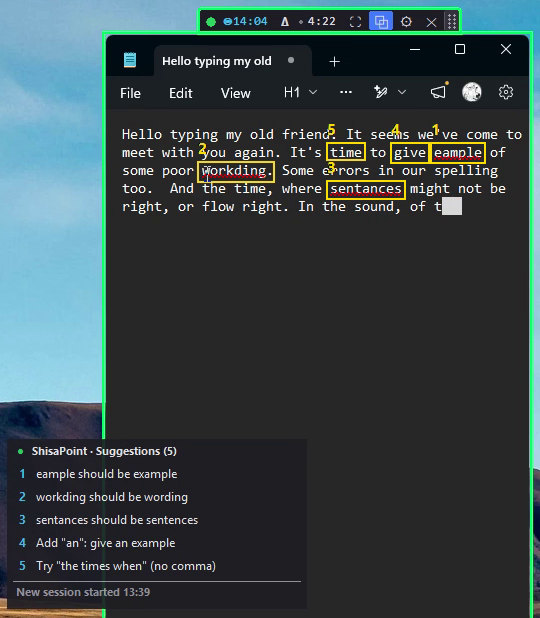 14:04 4:22
Hello typing my old
File Edit View H1
5 4 1
Hello typing my old friend. It seems we've come to
2
meet with you again. It's time to give eample of
3
some poor workding. Some errors in our spelling
too.  And the time, where sentances might not be
right, or flow right. In the sound, of t
ShisaPoint · Suggestions (5)
1 eample should be example
2 workding should be wording
3 sentances should be sentences
4 Add "an": give an example
5 Try "the times when" (no comma)
New session started 13:39